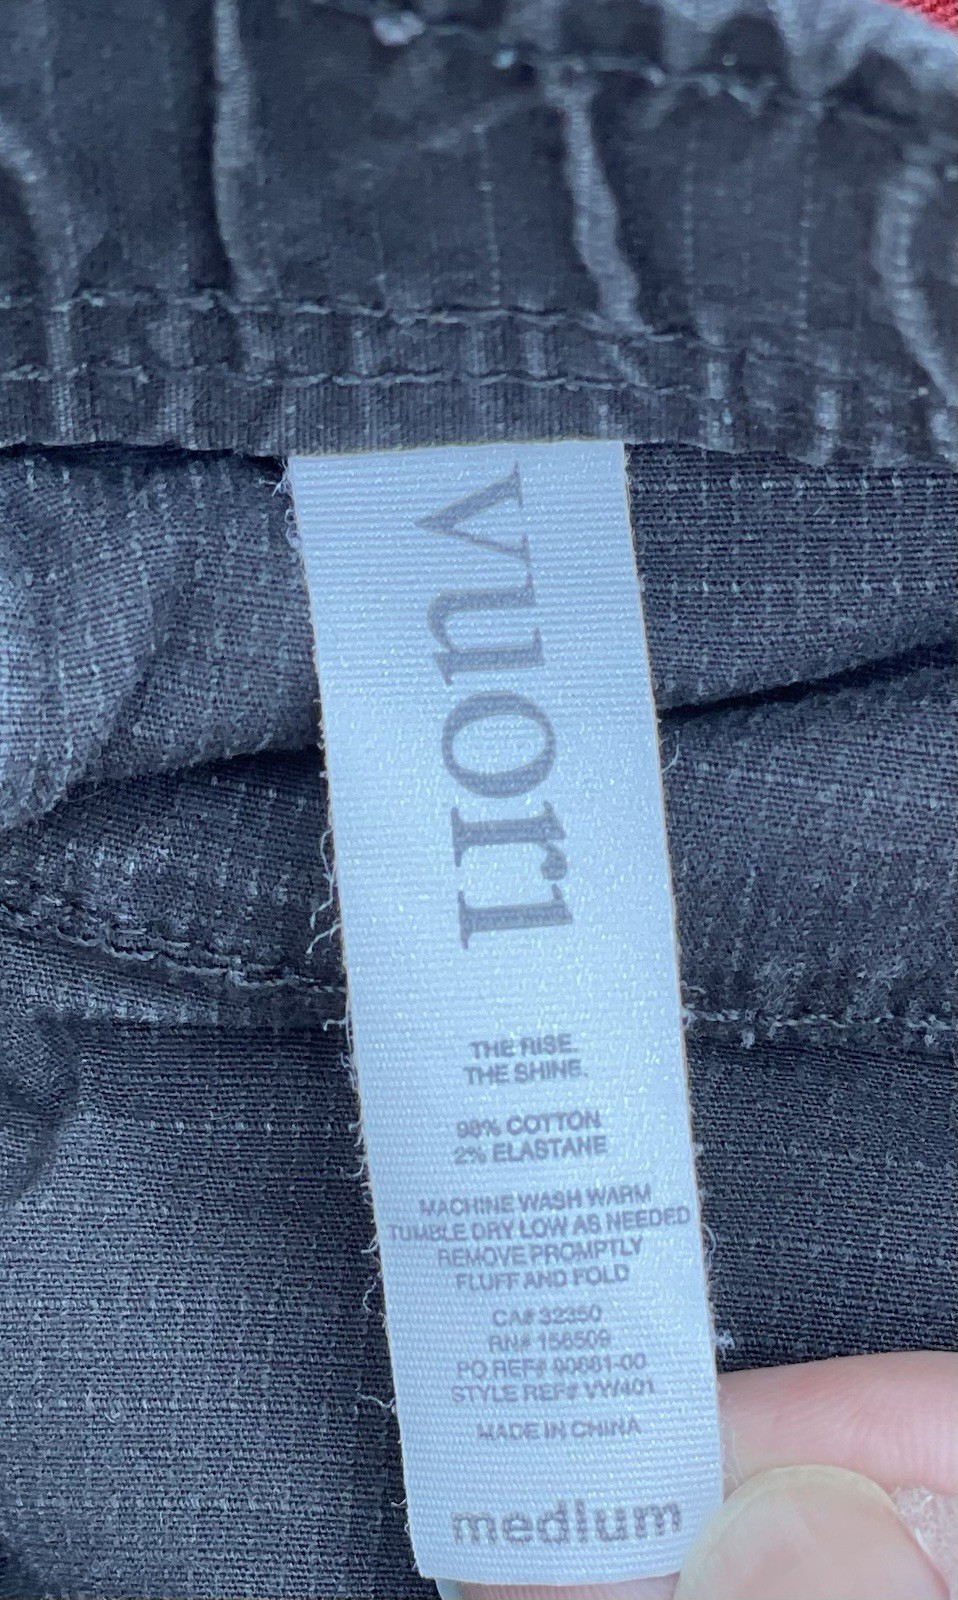 vuori
THE RISE.
THE SHINE.
98% COTTON
2% ELASTANE
MACHINE WASH WARM
TUMBLE DRY LOW AS NEEDED
REMOVE PROMPTLY
FLUFF AND FOLD
CA# 32350
RN# 156509
PO REF# 90661-00
STYLE REF# VW401
MADE IN CHINA
medium